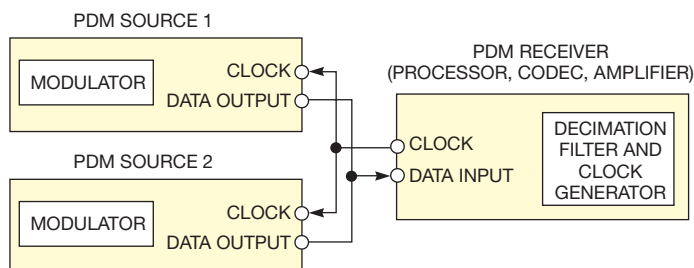 PDM SOURCE 1
MODULATOR
CLOCK
DATA OUTPUT
PDM SOURCE 2
MODULATOR
CLOCK
DATA OUTPUT
PDM RECEIVER
(PROCESSOR, CODEC, AMPLIFIER)
CLOCK
DATA INPUT
DECIMATION
FILTER AND
CLOCK
GENERATOR